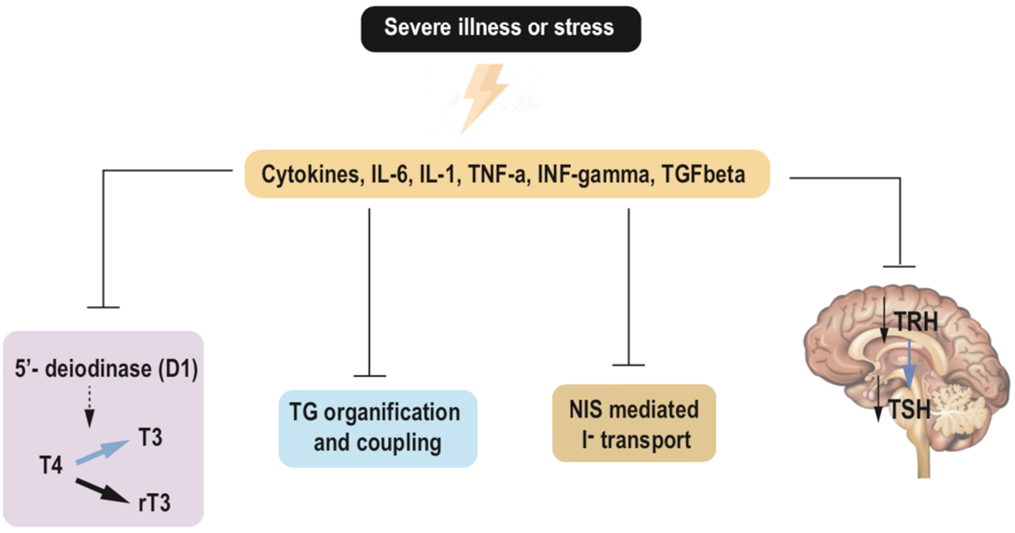 Severe illness or stress
Cytokines, IL-6, IL-1, TNF-a, INF-gamma, TGFbeta
5’- deiodinase (D1)
T4
T3
rT3
TG organification
and coupling
NIS mediated
I- transport
TRH
TSH